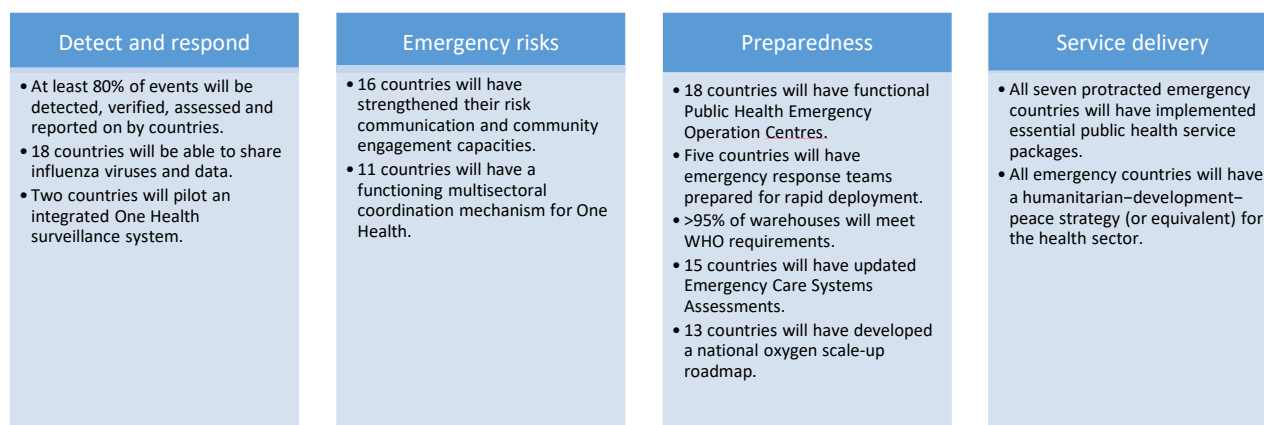 Detect and respond
• At least 80% of events will be
detected, verified, assessed and
reported on by countries.
• 18 countries will be able to share
influenza viruses and data.
• Two countries will pilot an
integrated One Health
surveillance system.
Emergency risks
• 16 countries will have
strengthened their risk
communication and community
engagement capacities.
• 11 countries will have a
functioning multisectoral
coordination mechanism for One
Health.
Preparedness
• 18 countries will have functional
Public Health Emergency
Operation Centres.
• Five countries will have
emergency response teams
prepared for rapid deployment.
• >95% of warehouses will meet
WHO requirements.
• 15 countries will have updated
Emergency Care Systems
Assessments.
• 13 countries will have developed
a national oxygen scale-up
roadmap.
Service delivery
• All seven protracted emergency
countries will have implemented
essential public health service
packages.
• All emergency countries will have
a humanitarian–development–
peace strategy (or equivalent) for
the health sector.